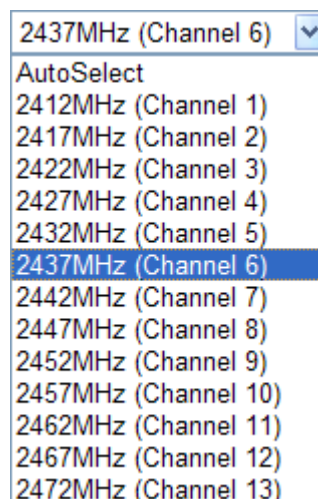 2437MHz (Channel 6)
AutoSelect
2412MHz (Channel 1)
2417MHz (Channel 2)
2422MHz (Channel 3)
2427MHz (Channel 4)
2432MHz (Channel 5)
2437MHz (Channel 6)
2442MHz (Channel 7)
2447MHz (Channel 8)
2452MHz (Channel 9)
2457MHz (Channel 10)
2462MHz (Channel 11)
2467MHz (Channel 12)
2472MHz (Channel 13)